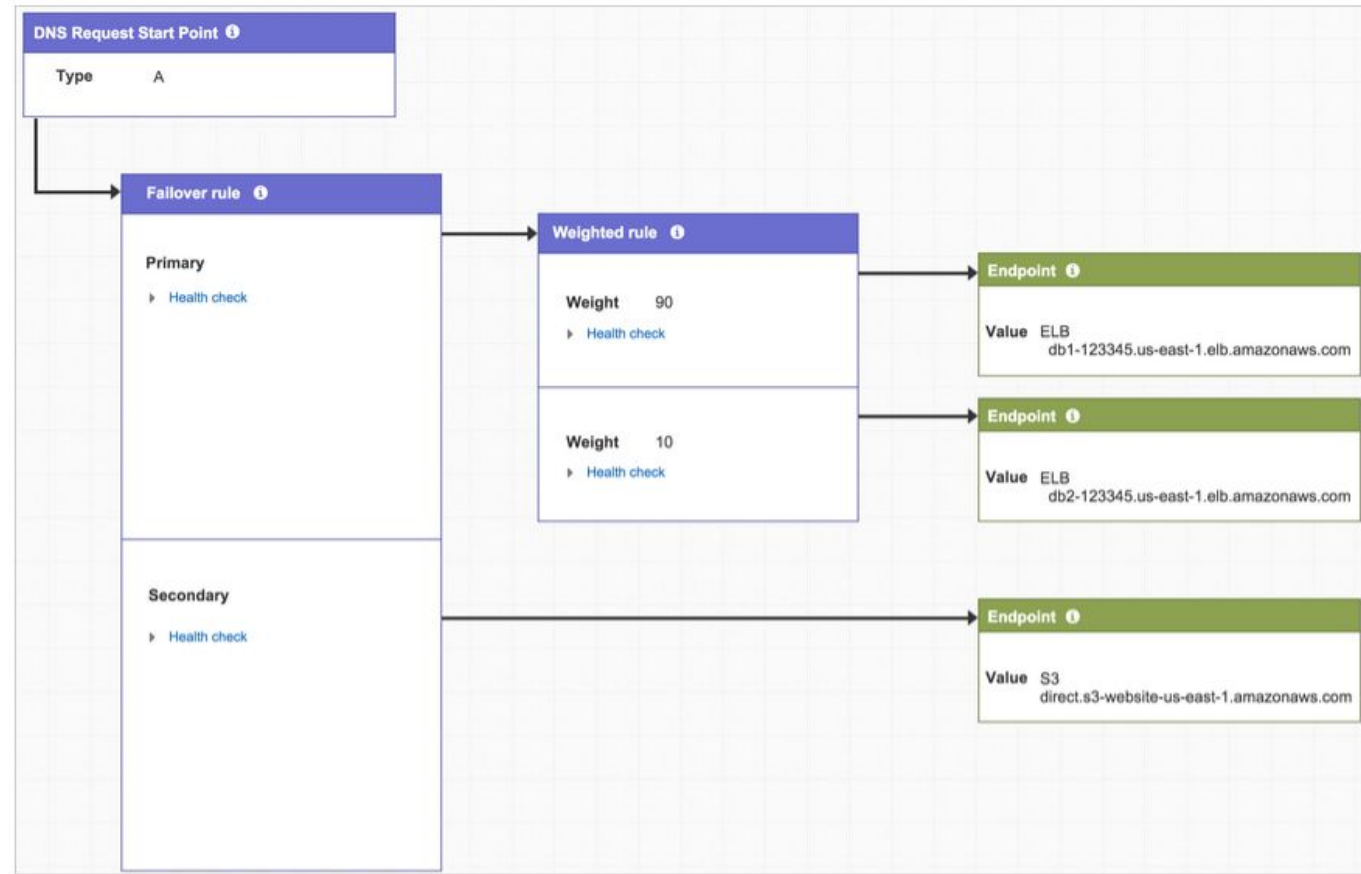 DNS Request Start Point
Type A
Failover rule
Primary
Health check
Secondary
Health check
Weighted rule
Weight 90
Health check
Weight 10
Health check
Endpoint
Value ELB
db1-123345.us-east-1.elb.amazonaws.com
Endpoint
Value ELB
db2-123345.us-east-1.elb.amazonaws.com
Endpoint
Value S3
direct.s3-website-us-east-1.amazonaws.com